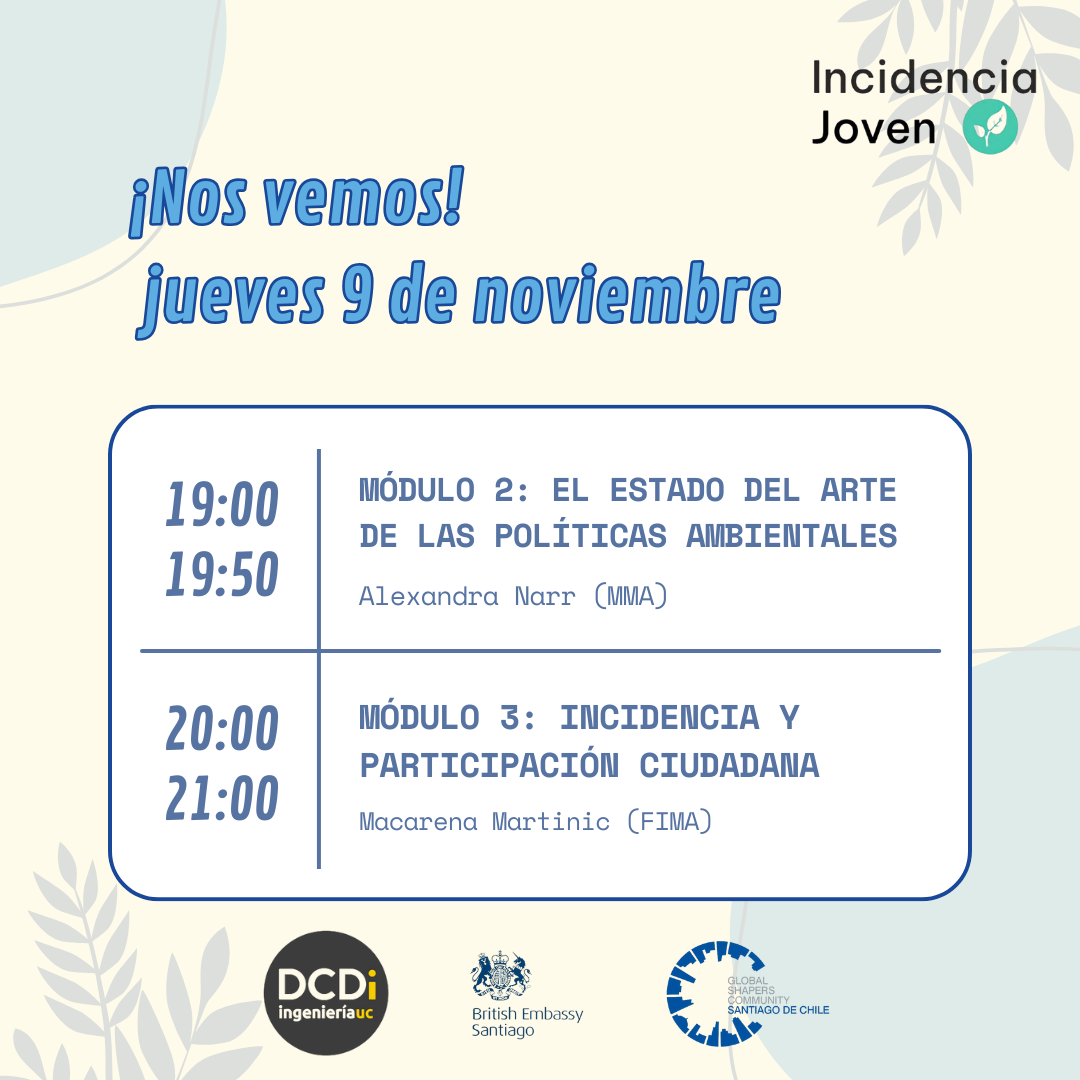 Incidencia
Joven
¡Nos vemos!
jueves 9 de noviembre
19:00
19:50
MÓDULO 2: EL ESTADO DEL ARTE
DE LAS POLÍTICAS AMBIENTALES
Alexandra Narr (MMA)
20:00
21:00
MÓDULO 3: INCIDENCIA Y
PARTICIPACIÓN CIUDADANA
Macarena Martinic (FIMA)
DCDi
ingenieríauc
British Embassy
Santiago
GLOBAL
SHAPERS
COMMUNITY
SANTIAGO DE CHILE